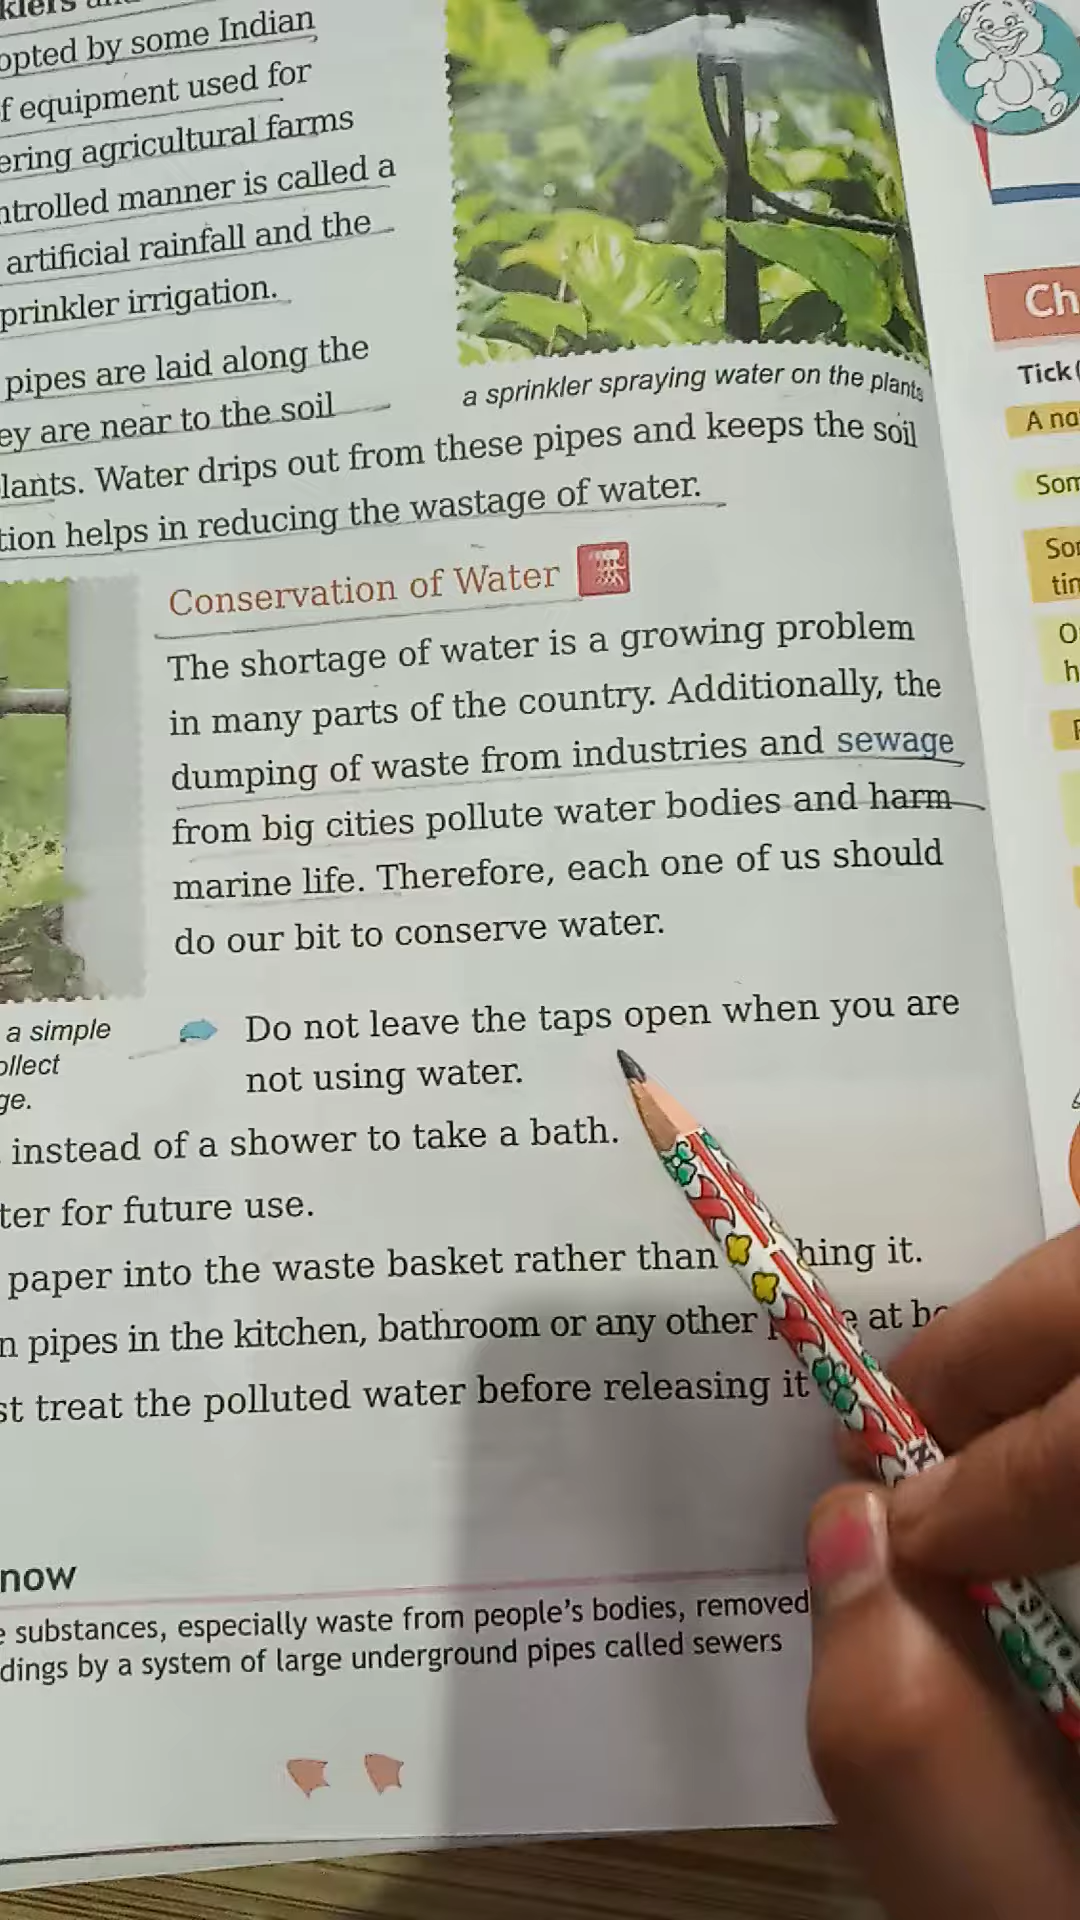 opted by some Indian
f equipment used for
ering agricultural farms
ntrolled manner is called a
artificial rainfall and the
prinkler irrigation.
pipes are laid along the
ey are near to the soil
lants. Water drips out from these pipes and keeps the soil
tion helps in reducing the wastage of water.
a sprinkler spraying water on the plants
Conservation of Water
The shortage of water is a growing problem
in many parts of the country. Additionally, the
dumping of waste from industries and sewage
from big cities pollute water bodies and harm
marine life. Therefore, each one of us should
do our bit to conserve water.
a simple
ollect
ge.
Do not leave the taps open when you are
not using water.
instead of a shower to take a bath.
ter for future use.
paper into the waste basket rather than hing it.
n pipes in the kitchen, bathroom or any other at
st treat the polluted water before releasing it
now
substances, especially waste from people's bodies, removed
dings by a system of large underground pipes called sewers
Ch
Tick (
A na
Som
Sor
tin